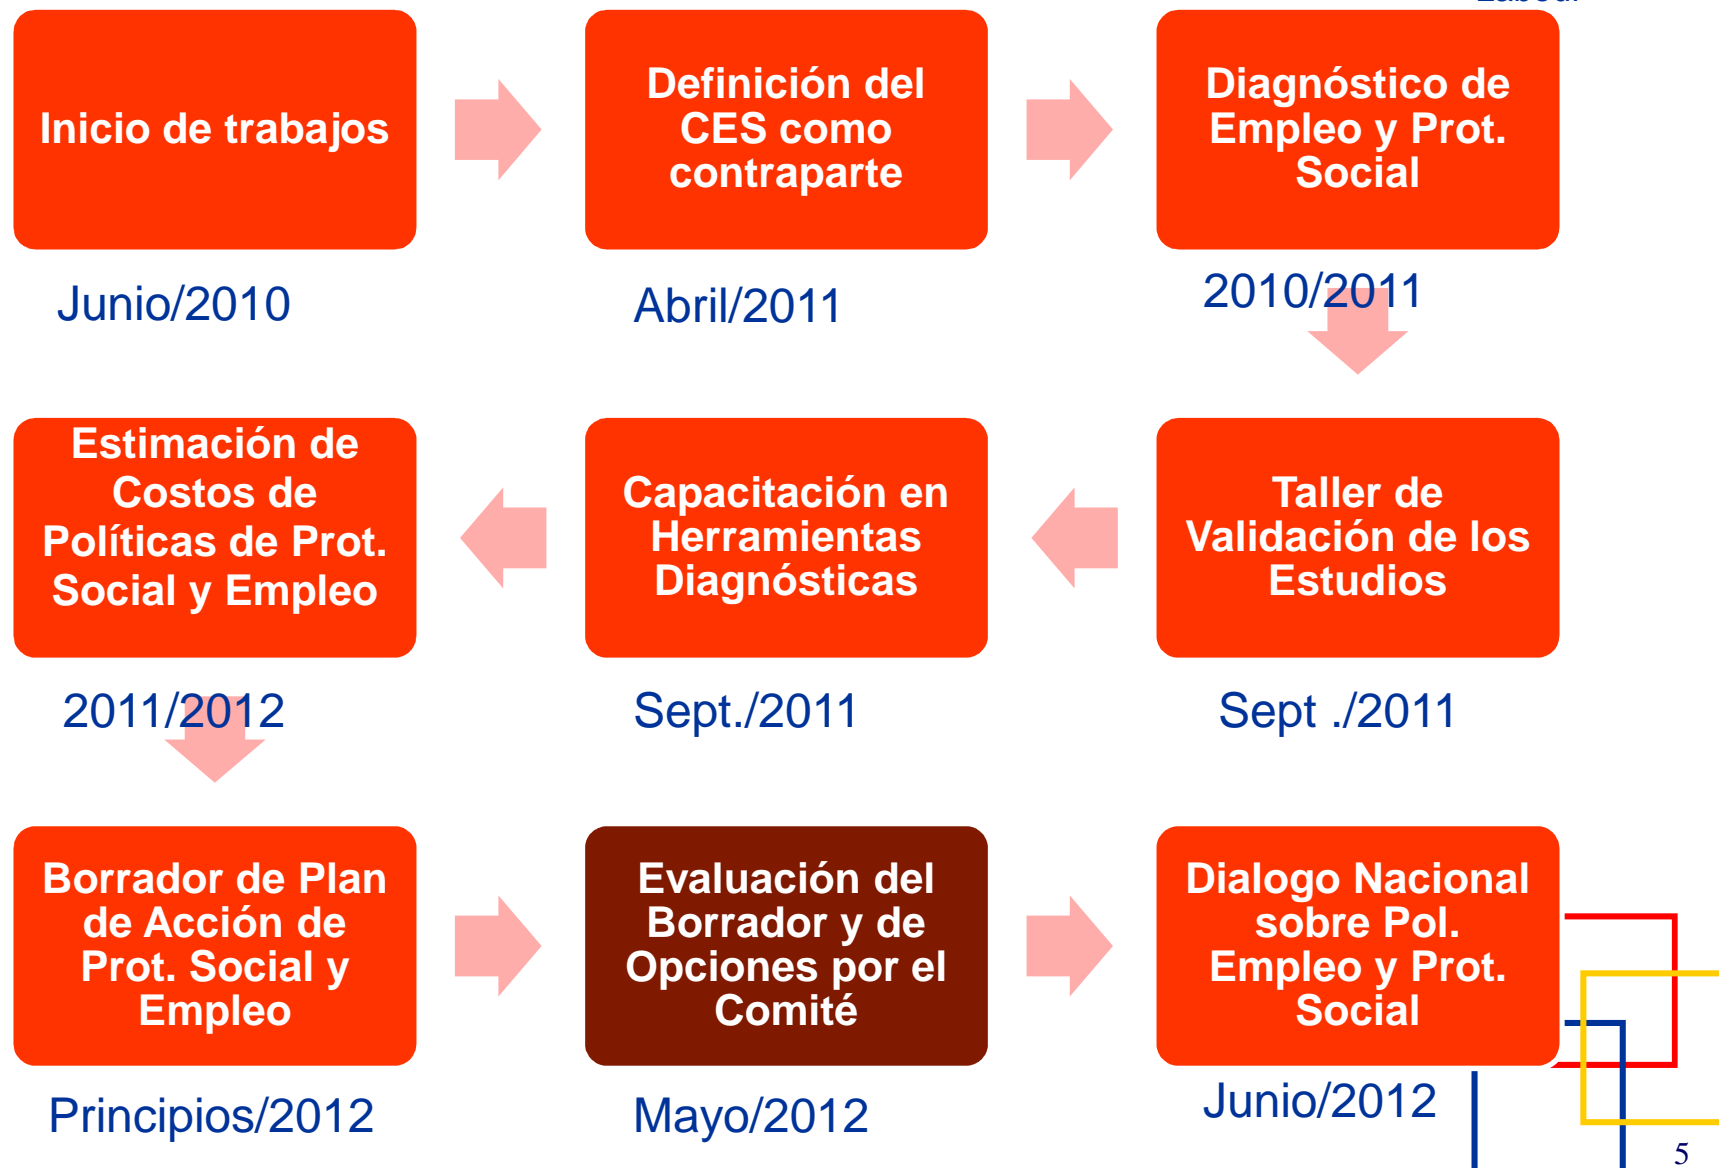 Inicio de trabajos
Junio/2010
Definición del
CES como
contraparte
Abril/2011
Diagnóstico de
Empleo y Prot.
Social
2010/2011
Taller de
Validación de los
Estudios
Sept ./2011
Capacitación en
Herramientas
Diagnósticas
Sept./2011
Estimación de
Costos de
Políticas de Prot.
Social y Empleo
2011/2012
Borrador de Plan
de Acción de
Prot. Social y
Empleo
Principios/2012
Evaluación del
Borrador y de
Opciones por el
Comité
Mayo/2012
Dialogo Nacional
sobre Pol.
Empleo y Prot.
Social
Junio/2012
5